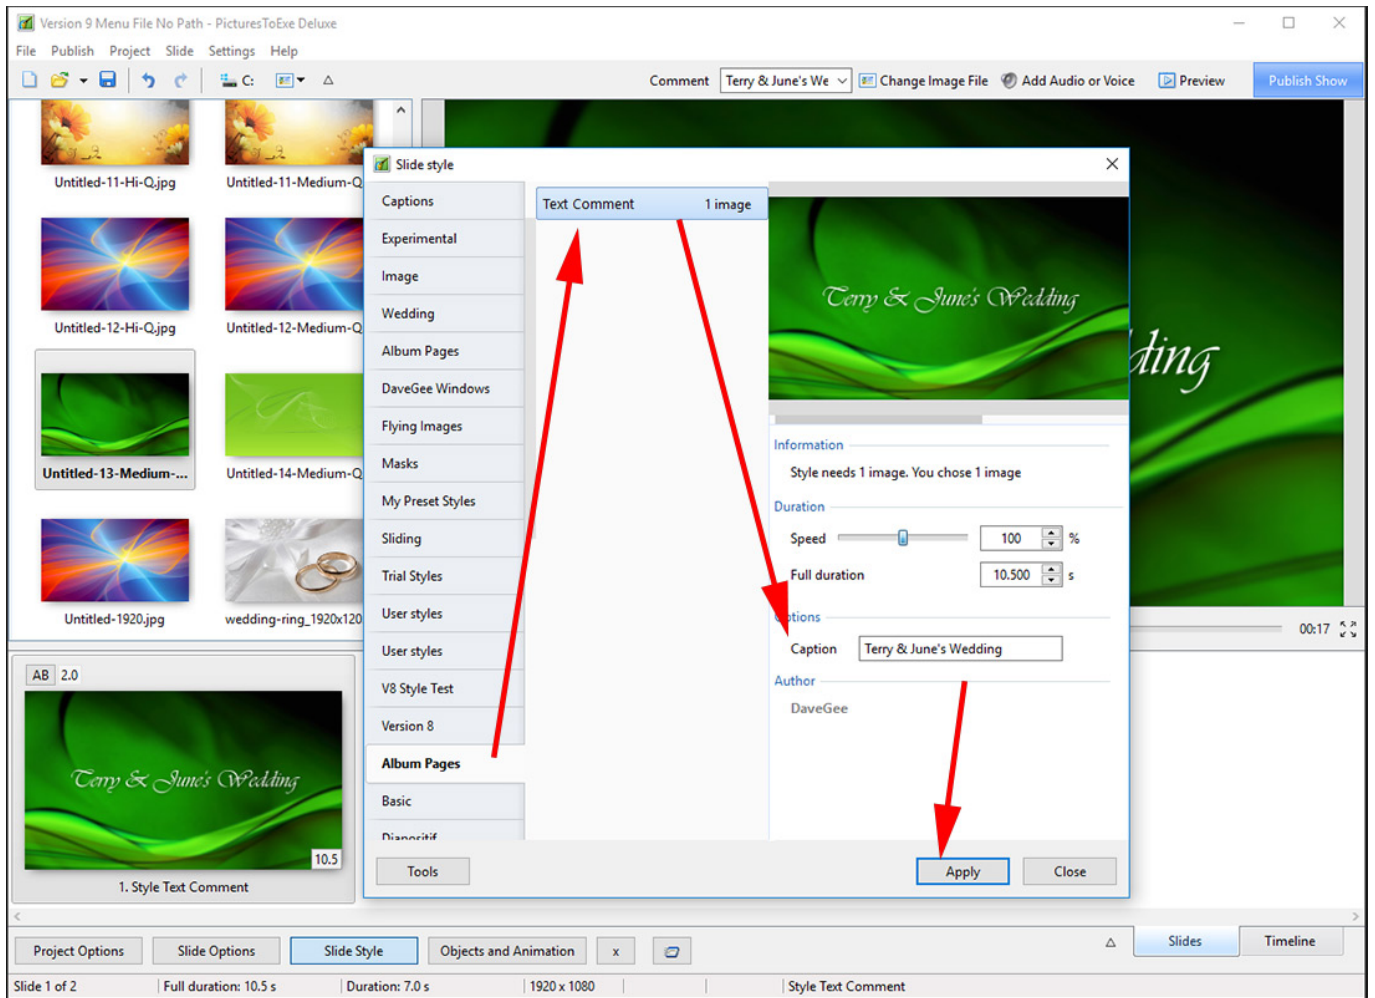 Version 9 Menu File No Path - PicturesToExe Deluxe
File Publish Project Slide Settings Help
C: Comment Terry & June's We Change Image File Add Audio or Voice Preview Publish Show
Untitled-11-Hi-Q.jpg Untitled-11-Medium-Q
Untitled-12-Hi-Q.jpg Untitled-12-Medium-Q
Untitled-13-Medium-... Untitled-14-Medium-Q
Untitled-1920.jpg wedding-ring_1920x120
Slide style
Captions
Experimental
Image
Wedding
Album Pages
DaveGee Windows
Flying Images
Masks
My Preset Styles
Sliding
Trial Styles
User styles
User styles
V8 Style Test
Version 8
Album Pages
Basic
Diapositif
Text Comment 1 image
Terry & June's Wedding
Information
Style needs 1 image. You chose 1 image
Duration
Speed 100 %
Full duration 10.500 s
Options
Caption Terry & June's Wedding
Author
DaveGee
Tools Apply Close
ding
00:17
AB 2.0
Terry & June's Wedding
10.5
1. Style Text Comment
Project Options Slide Options Slide Style Objects and Animation x Slides Timeline
Slide 1 of 2 Full duration: 10.5 s Duration: 7.0 s 1920 x 1080 Style Text Comment